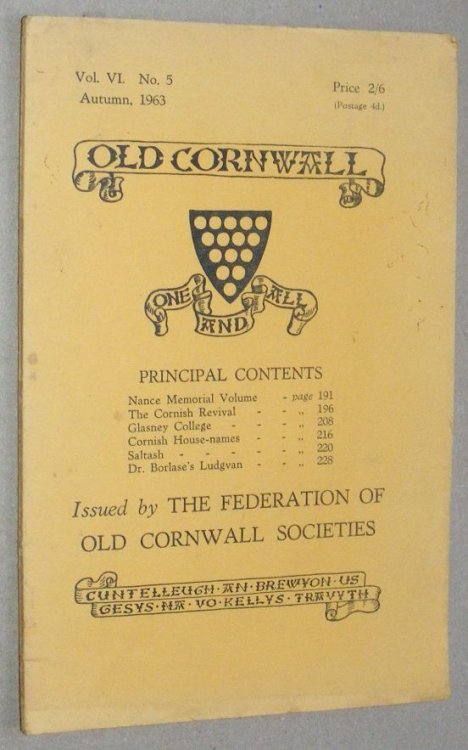 Vol. VI. No. 5
Autumn, 1963
Price 2/6
(Postage 4d.)
OLD CORNWALL
ONE AND ALL
PRINCIPAL CONTENTS
Nance Memorial Volume - page 191
The Cornish Revival - - „ 196
Glasney College - - - „ 208
Cornish House-names - - „ 216
Saltash - - - - - „ 220
Dr. Borlase's Ludgvan - - „ 228
Issued by THE FEDERATION OF
OLD CORNWALL SOCIETIES
CUNTELLEUGH · AN · BREWYON · US
GESYS · NA · VO · KELLYS · TRAVYTH